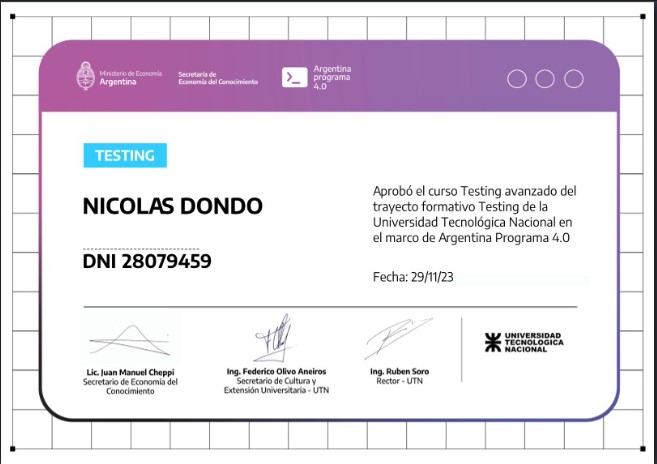 Ministerio de Economía
Argentina
Secretaría de
Economía del Conocimiento
Argentina
programa
4.0
TESTING
NICOLAS DONDO
DNI 28079459
Aprobó el curso Testing avanzado del
trayecto formativo Testing de la
Universidad Tecnológica Nacional en
el marco de Argentina Programa 4.0
Fecha: 29/11/23
Lic. Juan Manuel Cheppi
Secretario de Economía del
Conocimiento
Ing. Federico Olivo Aneiros
Secretario de Cultura y
Extensión Universitaria - UTN
Ing. Ruben Soro
Rector - UTN
UNIVERSIDAD
TECNOLÓGICA
NACIONAL